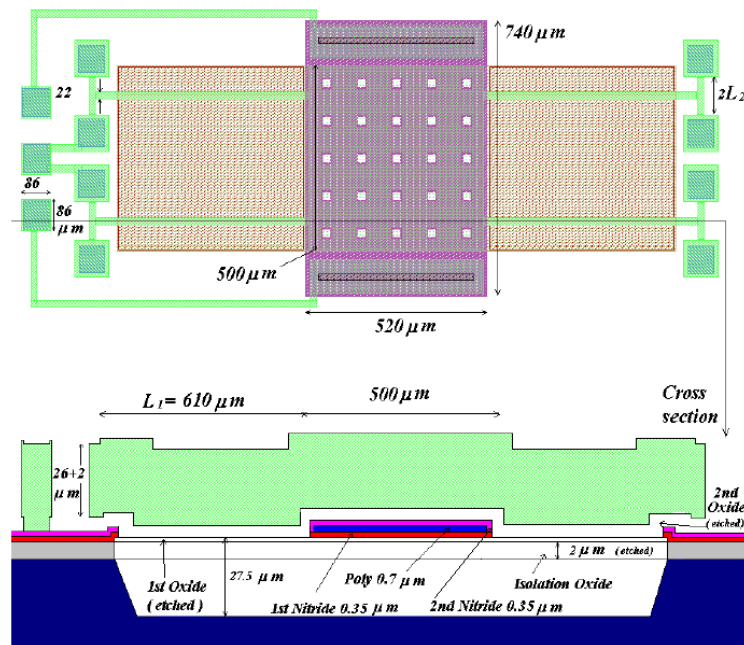 740 μm
22
2L2
86
86
μm
500 μm
520 μm
L1 = 610 μm
500 μm
Cross
section
26+2
μm
2nd
Oxide
(etched)
2 μm (etched)
1st Oxide
(etched)
27.5 μm
Poly 0.7 μm
Isolation Oxide
1st Nitride 0.35 μm
2nd Nitride 0.35 μm